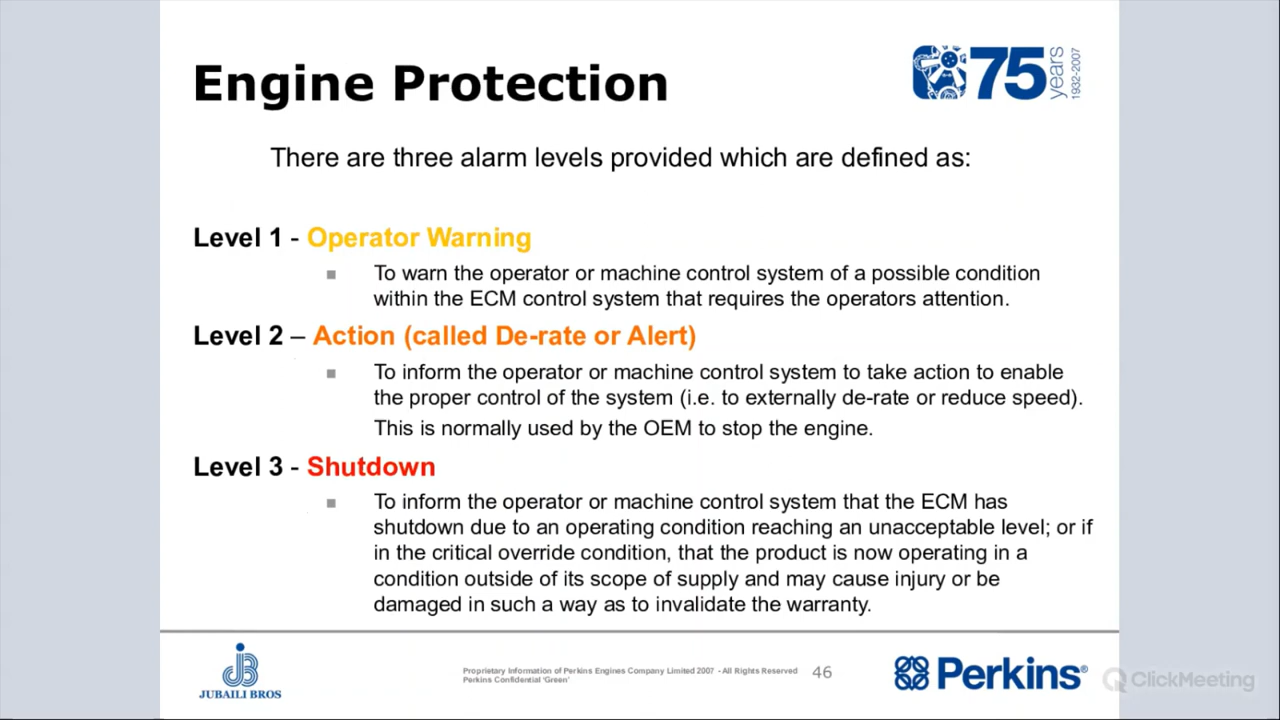 Engine Protection
75 years
1932-2007
There are three alarm levels provided which are defined as:
Level 1 - Operator Warning
To warn the operator or machine control system of a possible condition
within the ECM control system that requires the operators attention.
Level 2 – Action (called De-rate or Alert)
To inform the operator or machine control system to take action to enable
the proper control of the system (i.e. to externally de-rate or reduce speed).
This is normally used by the OEM to stop the engine.
Level 3 - Shutdown
To inform the operator or machine control system that the ECM has
shutdown due to an operating condition reaching an unacceptable level; or if
in the critical override condition, that the product is now operating in a
condition outside of its scope of supply and may cause injury or be
damaged in such a way as to invalidate the warranty.
JUBAILI BROS
Proprietary Information of Perkins Engines Company Limited 2007 - All Rights Reserved
Perkins Confidential 'Green'
46
Perkins®
ClickMeeting